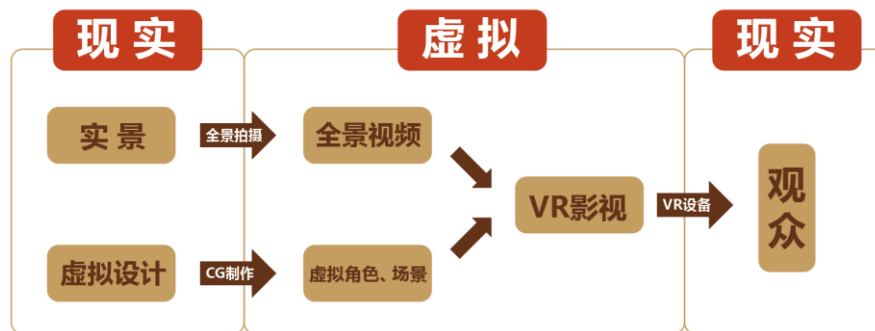 现实
虚拟
现实
实景
全景拍摄
全景视频
虚拟设计
CG制作
虚拟角色、场景
VR影视
VR设备
观众